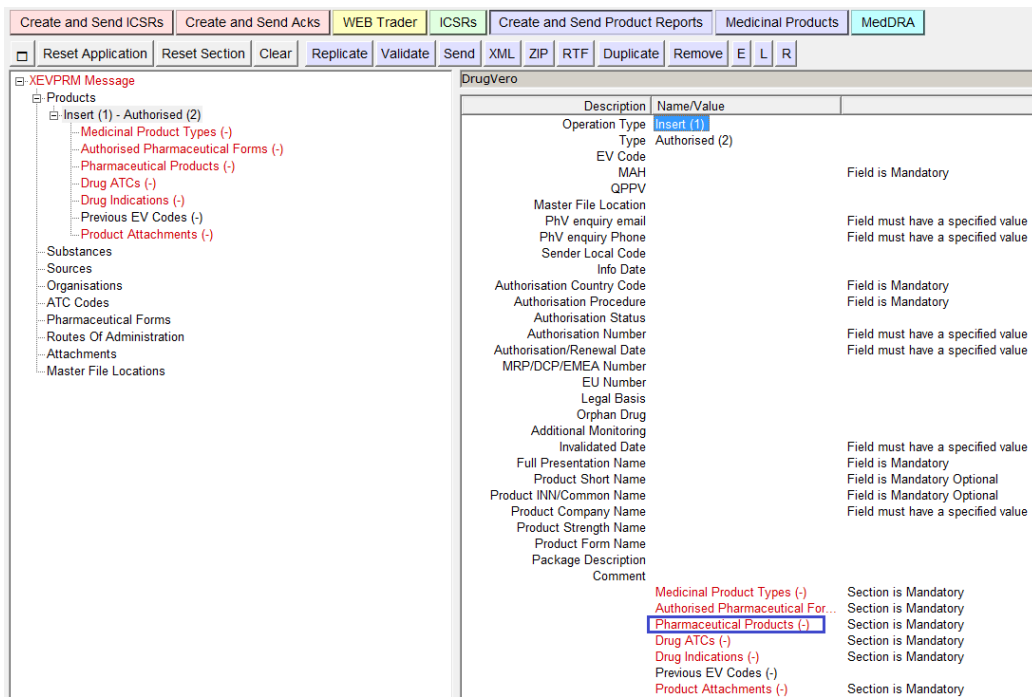 Create and Send ICSRs Create and Send Acks WEB Trader ICSRs Create and Send Product Reports Medicinal Products MedDRA
Reset Application Reset Section Clear Replicate Validate Send XML ZIP RTF Duplicate Remove E L R
XEVPRM Message
Products
Insert (1) - Authorised (2)
Medicinal Product Types (-)
Authorised Pharmaceutical Forms (-)
Pharmaceutical Products (-)
Drug ATCs (-)
Drug Indications (-)
Previous EV Codes (-)
Product Attachments (-)
Substances
Sources
Organisations
ATC Codes
Pharmaceutical Forms
Routes Of Administration
Attachments
Master File Locations
DrugVero
Description Name/Value
Operation Type Insert (1)
Type Authorised (2)
EV Code
MAH Field is Mandatory
QPPV
Master File Location
PhV enquiry email Field must have a specified value
PhV enquiry Phone Field must have a specified value
Sender Local Code
Info Date
Authorisation Country Code Field is Mandatory
Authorisation Procedure Field is Mandatory
Authorisation Status
Authorisation Number Field must have a specified value
Authorisation/Renewal Date Field must have a specified value
MRP/DCP/EMEA Number
EU Number
Legal Basis
Orphan Drug
Additional Monitoring
Invalidated Date Field must have a specified value
Full Presentation Name Field is Mandatory
Product Short Name Field is Mandatory Optional
Product INN/Common Name Field is Mandatory Optional
Product Company Name Field must have a specified value
Product Strength Name
Product Form Name
Package Description
Comment
Medicinal Product Types (-) Section is Mandatory
Authorised Pharmaceutical For... Section is Mandatory
Pharmaceutical Products (-) Section is Mandatory
Drug ATCs (-) Section is Mandatory
Drug Indications (-) Section is Mandatory
Previous EV Codes (-)
Product Attachments (-) Section is Mandatory